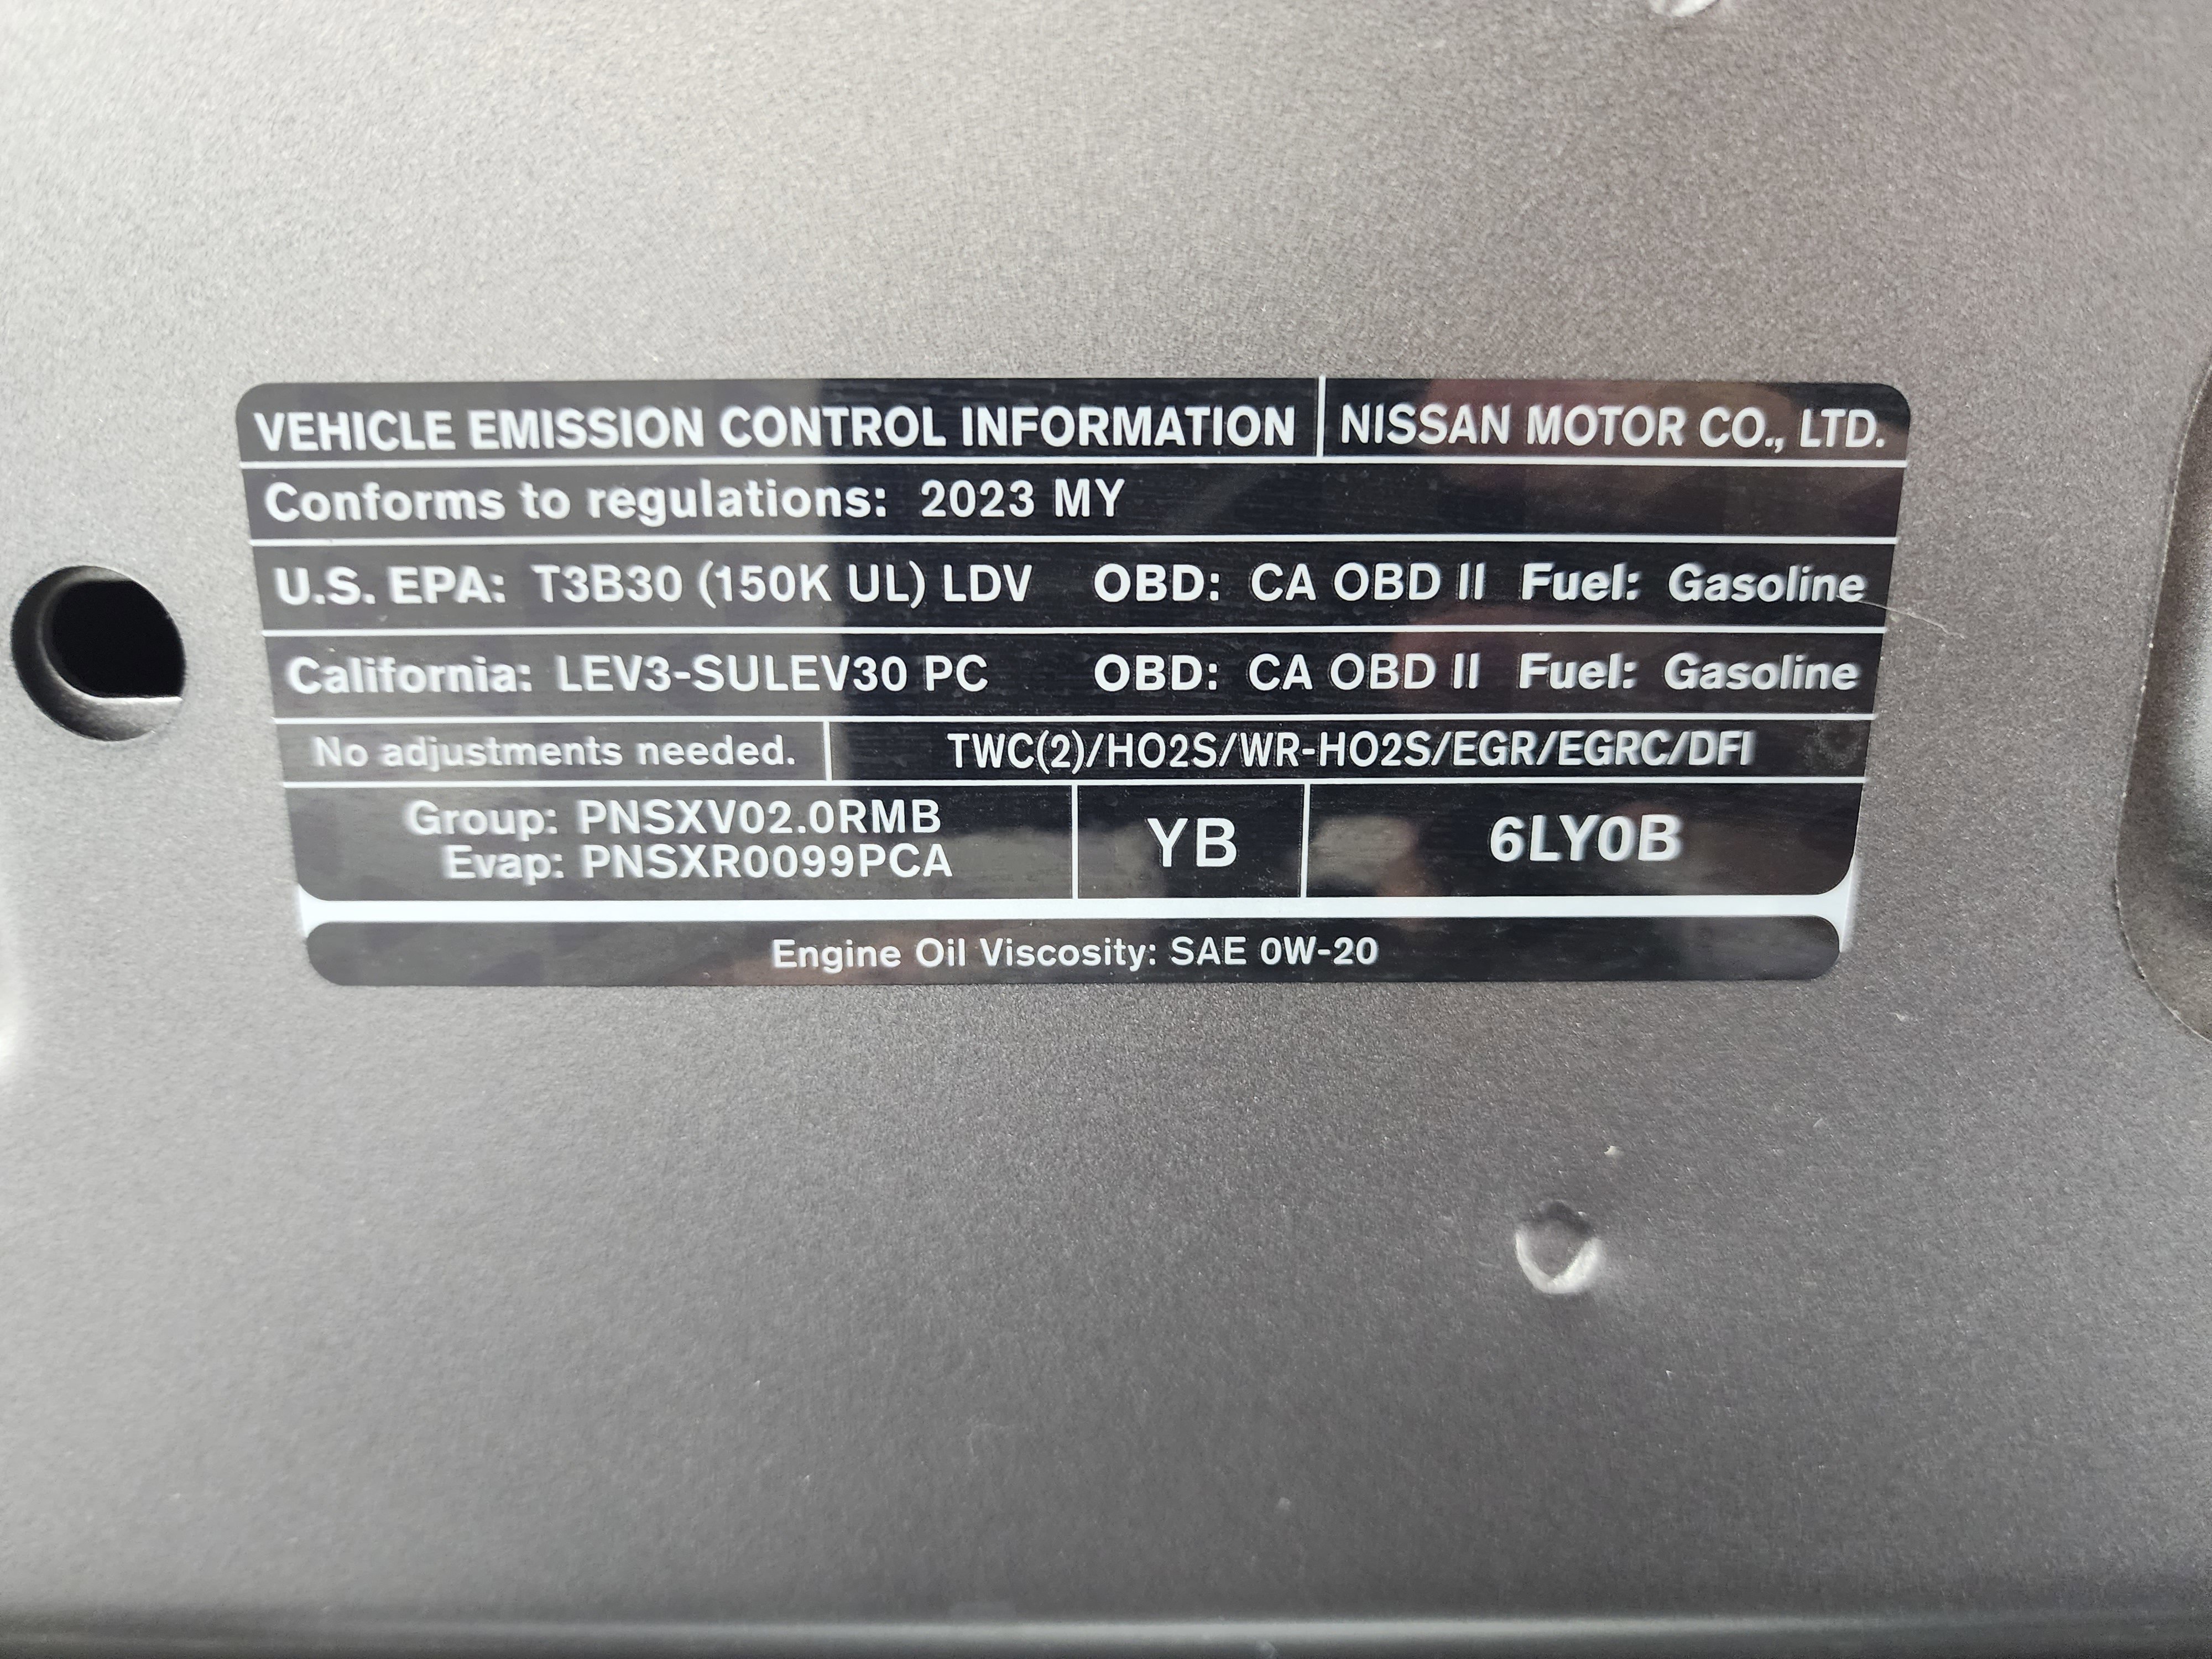 VEHICLE EMISSION CONTROL INFORMATION NISSAN MOTOR CO., LTD.
Conforms to regulations: 2023 MY
U.S. EPA: T3B30 (150K UL) LDV OBD: CA OBD II Fuel: Gasoline
California: LEV3-SULEV30 PC OBD: CA OBD II Fuel: Gasoline
No adjustments needed. TWC(2)/HO2S/WR-HO2S/EGR/EGRC/DFI
Group: PNSXV02.0RMB
Evap: PNSXR0099PCA
YB
6LY0B
Engine Oil Viscosity: SAE 0W-20